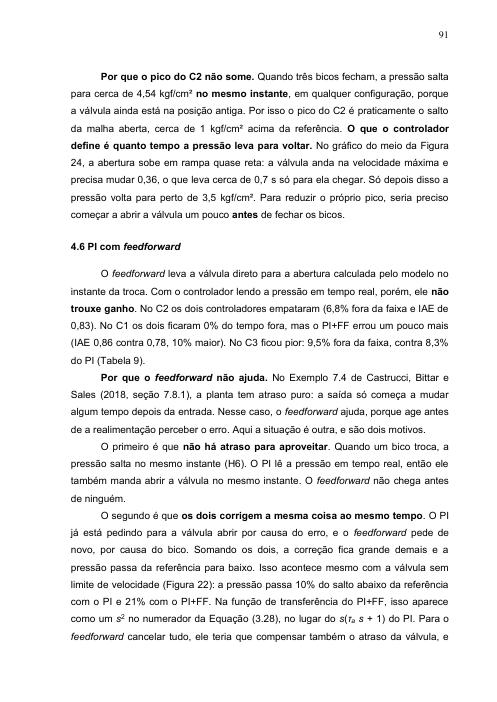 91
Por que o pico do C2 não some. Quando três bicos fecham, a pressão salta
para cerca de 4,54 kgf/cm² no mesmo instante, em qualquer configuração, porque
a válvula ainda está na posição antiga. Por isso o pico do C2 é praticamente o salto
da malha aberta, cerca de 1 kgf/cm² acima da referência. O que o controlador
define é quanto tempo a pressão leva para voltar. No gráfico do meio da Figura
24, a abertura sobe em rampa quase reta: a válvula anda na velocidade máxima e
precisa mudar 0,36, o que leva cerca de 0,7 s só para ela chegar. Só depois disso a
pressão volta para perto de 3,5 kgf/cm². Para reduzir o próprio pico, seria preciso
começar a abrir a válvula um pouco antes de fechar os bicos.
4.6 PI com feedforward
O feedforward leva a válvula direto para a abertura calculada pelo modelo no
instante da troca. Com o controlador lendo a pressão em tempo real, porém, ele não
trouxe ganho. No C2 os dois controladores empataram (6,8% fora da faixa e IAE de
0,83). No C1 os dois ficaram 0% do tempo fora, mas o PI+FF errou um pouco mais
(IAE 0,86 contra 0,78, 10% maior). No C3 ficou pior: 9,5% fora da faixa, contra 8,3%
do PI (Tabela 9).
Por que o feedforward não ajuda. No Exemplo 7.4 de Castrucci, Bittar e
Sales (2018, seção 7.8.1), a planta tem atraso puro: a saída só começa a mudar
algum tempo depois da entrada. Nesse caso, o feedforward ajuda, porque age antes
de a realimentação perceber o erro. Aqui a situação é outra, e são dois motivos.
O primeiro é que não há atraso para aproveitar. Quando um bico troca, a
pressão salta no mesmo instante (H6). O PI lê a pressão em tempo real, então ele
também manda abrir a válvula no mesmo instante. O feedforward não chega antes
de ninguém.
O segundo é que os dois corrigem a mesma coisa ao mesmo tempo. O PI
já está pedindo para a válvula abrir por causa do erro, e o feedforward pede de
novo, por causa do bico. Somando os dois, a correção fica grande demais e a
pressão passa da referência para baixo. Isso acontece mesmo com a válvula sem
limite de velocidade (Figura 22): a pressão passa 10% do salto abaixo da referência
com o PI e 21% com o PI+FF. Na função de transferência do PI+FF, isso aparece
como um s² no numerador da Equação (3.28), no lugar do s(τₐ s + 1) do PI. Para o
feedforward cancelar tudo, ele teria que compensar também o atraso da válvula, e